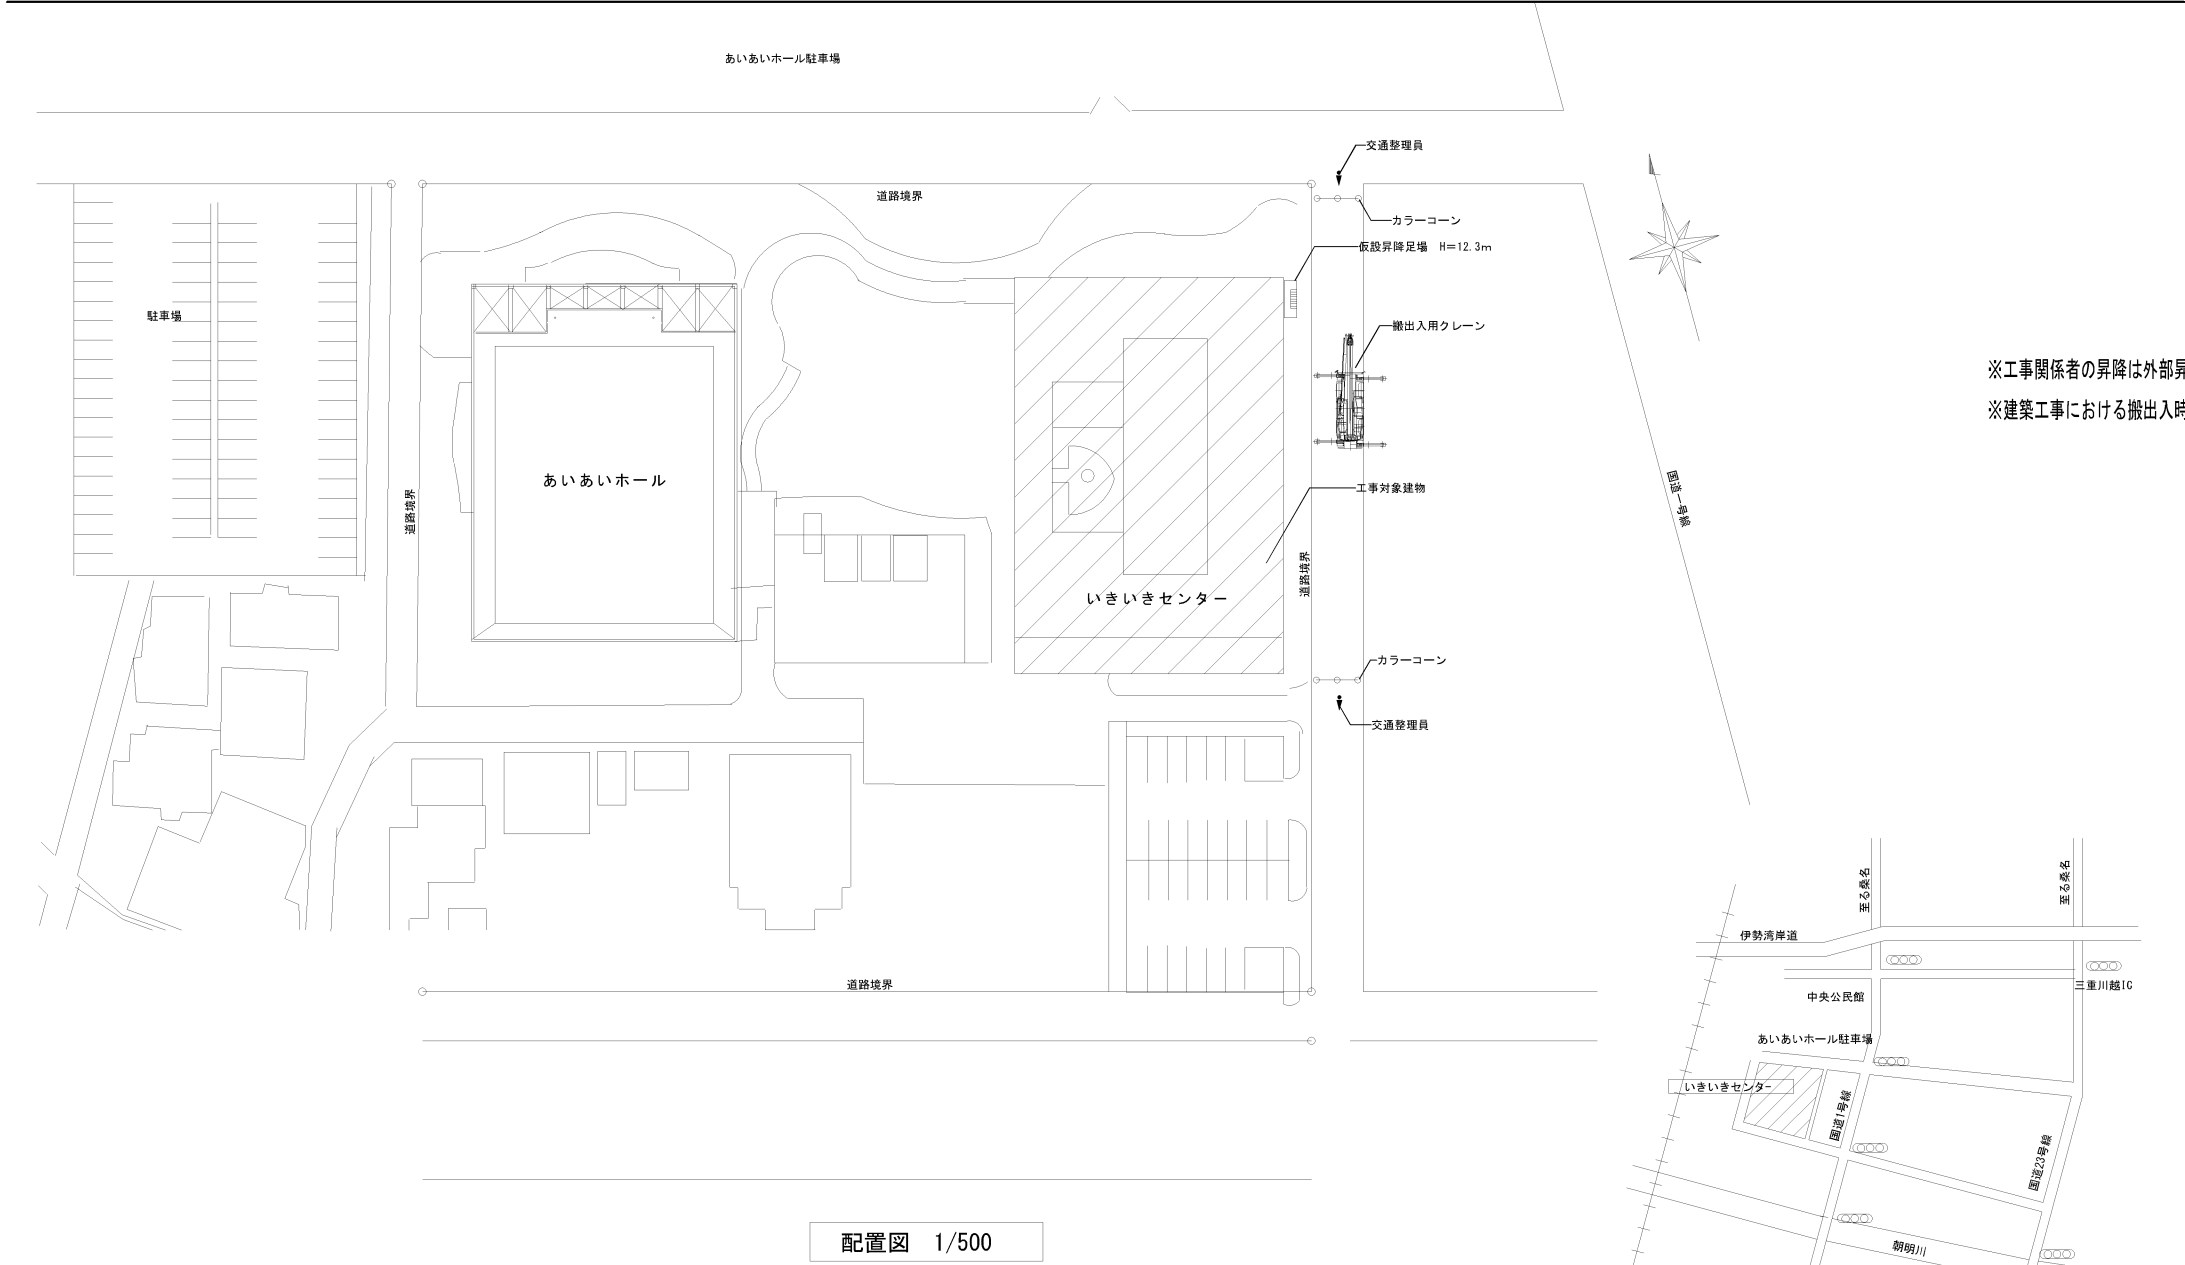 あいあいホール駐車場
交通整理員
道路境界
カラーコーン
仮設昇降足場　H=12.3m
駐車場
搬出入用クレーン
※工事関係者の昇降は外部昇
※建築工事における搬出入時
あいあいホール
工事対象建物
国道一号線
道路境界
道路境界
いきいきセンター
カラーコーン
交通整理員
至る桑名
至る桑名
伊勢湾岸道
道路境界
三重川越IC
中央公民館
あいあいホール駐車場
いきいきセンター
国道1号線
国道23号線
朝明川
配置図　1/500